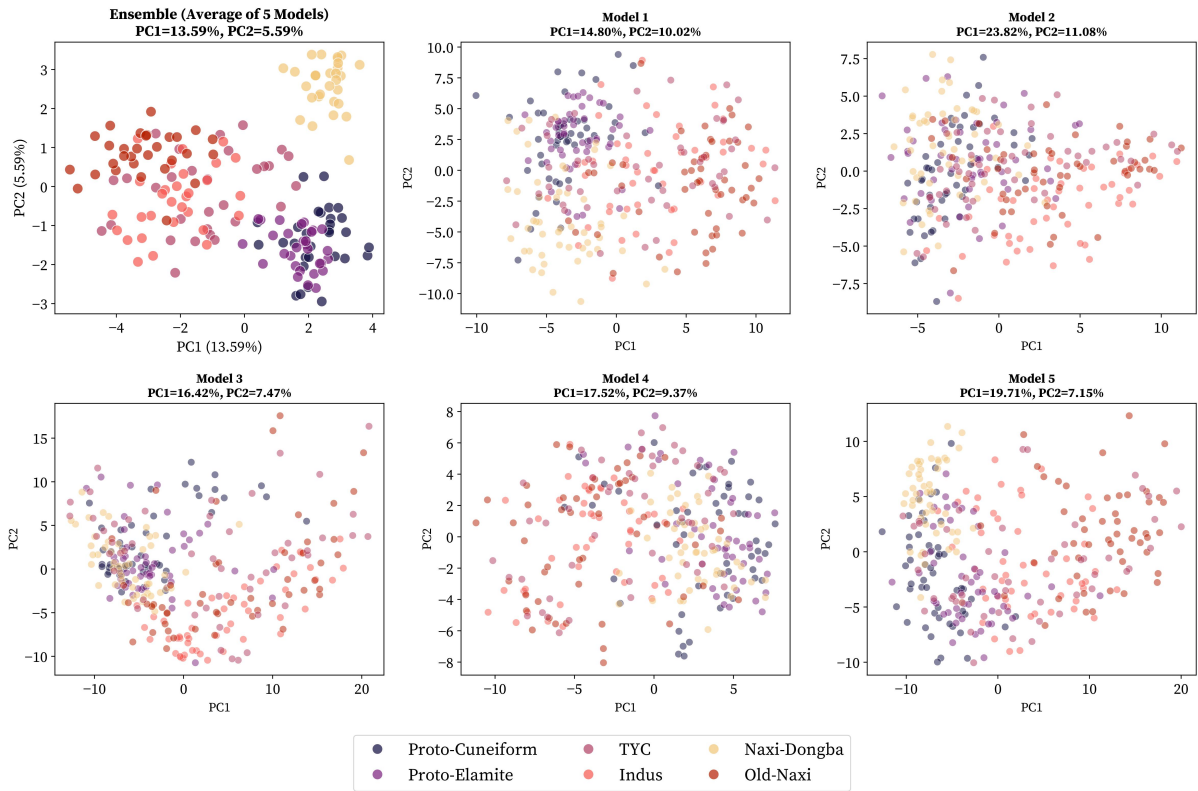 Ensemble (Average of 5 Models)
PC1=13.59%, PC2=5.59%
PC2 (5.59%)
3
2
1
0
−1
−2
−3
−4
−2
0
2
4
PC1 (13.59%)
Model 1
PC1=14.80%, PC2=10.02%
PC2
10.0
7.5
5.0
2.5
0.0
−2.5
−5.0
−7.5
−10.0
−10
−5
0
5
10
PC1
Model 2
PC1=23.82%, PC2=11.08%
PC2
7.5
5.0
2.5
0.0
−2.5
−5.0
−7.5
−5
0
5
10
PC1
Model 3
PC1=16.42%, PC2=7.47%
PC2
15
10
5
0
−5
−10
−10
0
10
20
PC1
Model 4
PC1=17.52%, PC2=9.37%
PC2
8
6
4
2
0
−2
−4
−6
−8
−10
−5
0
5
PC1
Model 5
PC1=19.71%, PC2=7.15%
PC2
10
5
0
−5
−10
−10
0
10
20
PC1
Proto-Cuneiform
TYC
Naxi-Dongba
Proto-Elamite
Indus
Old-Naxi